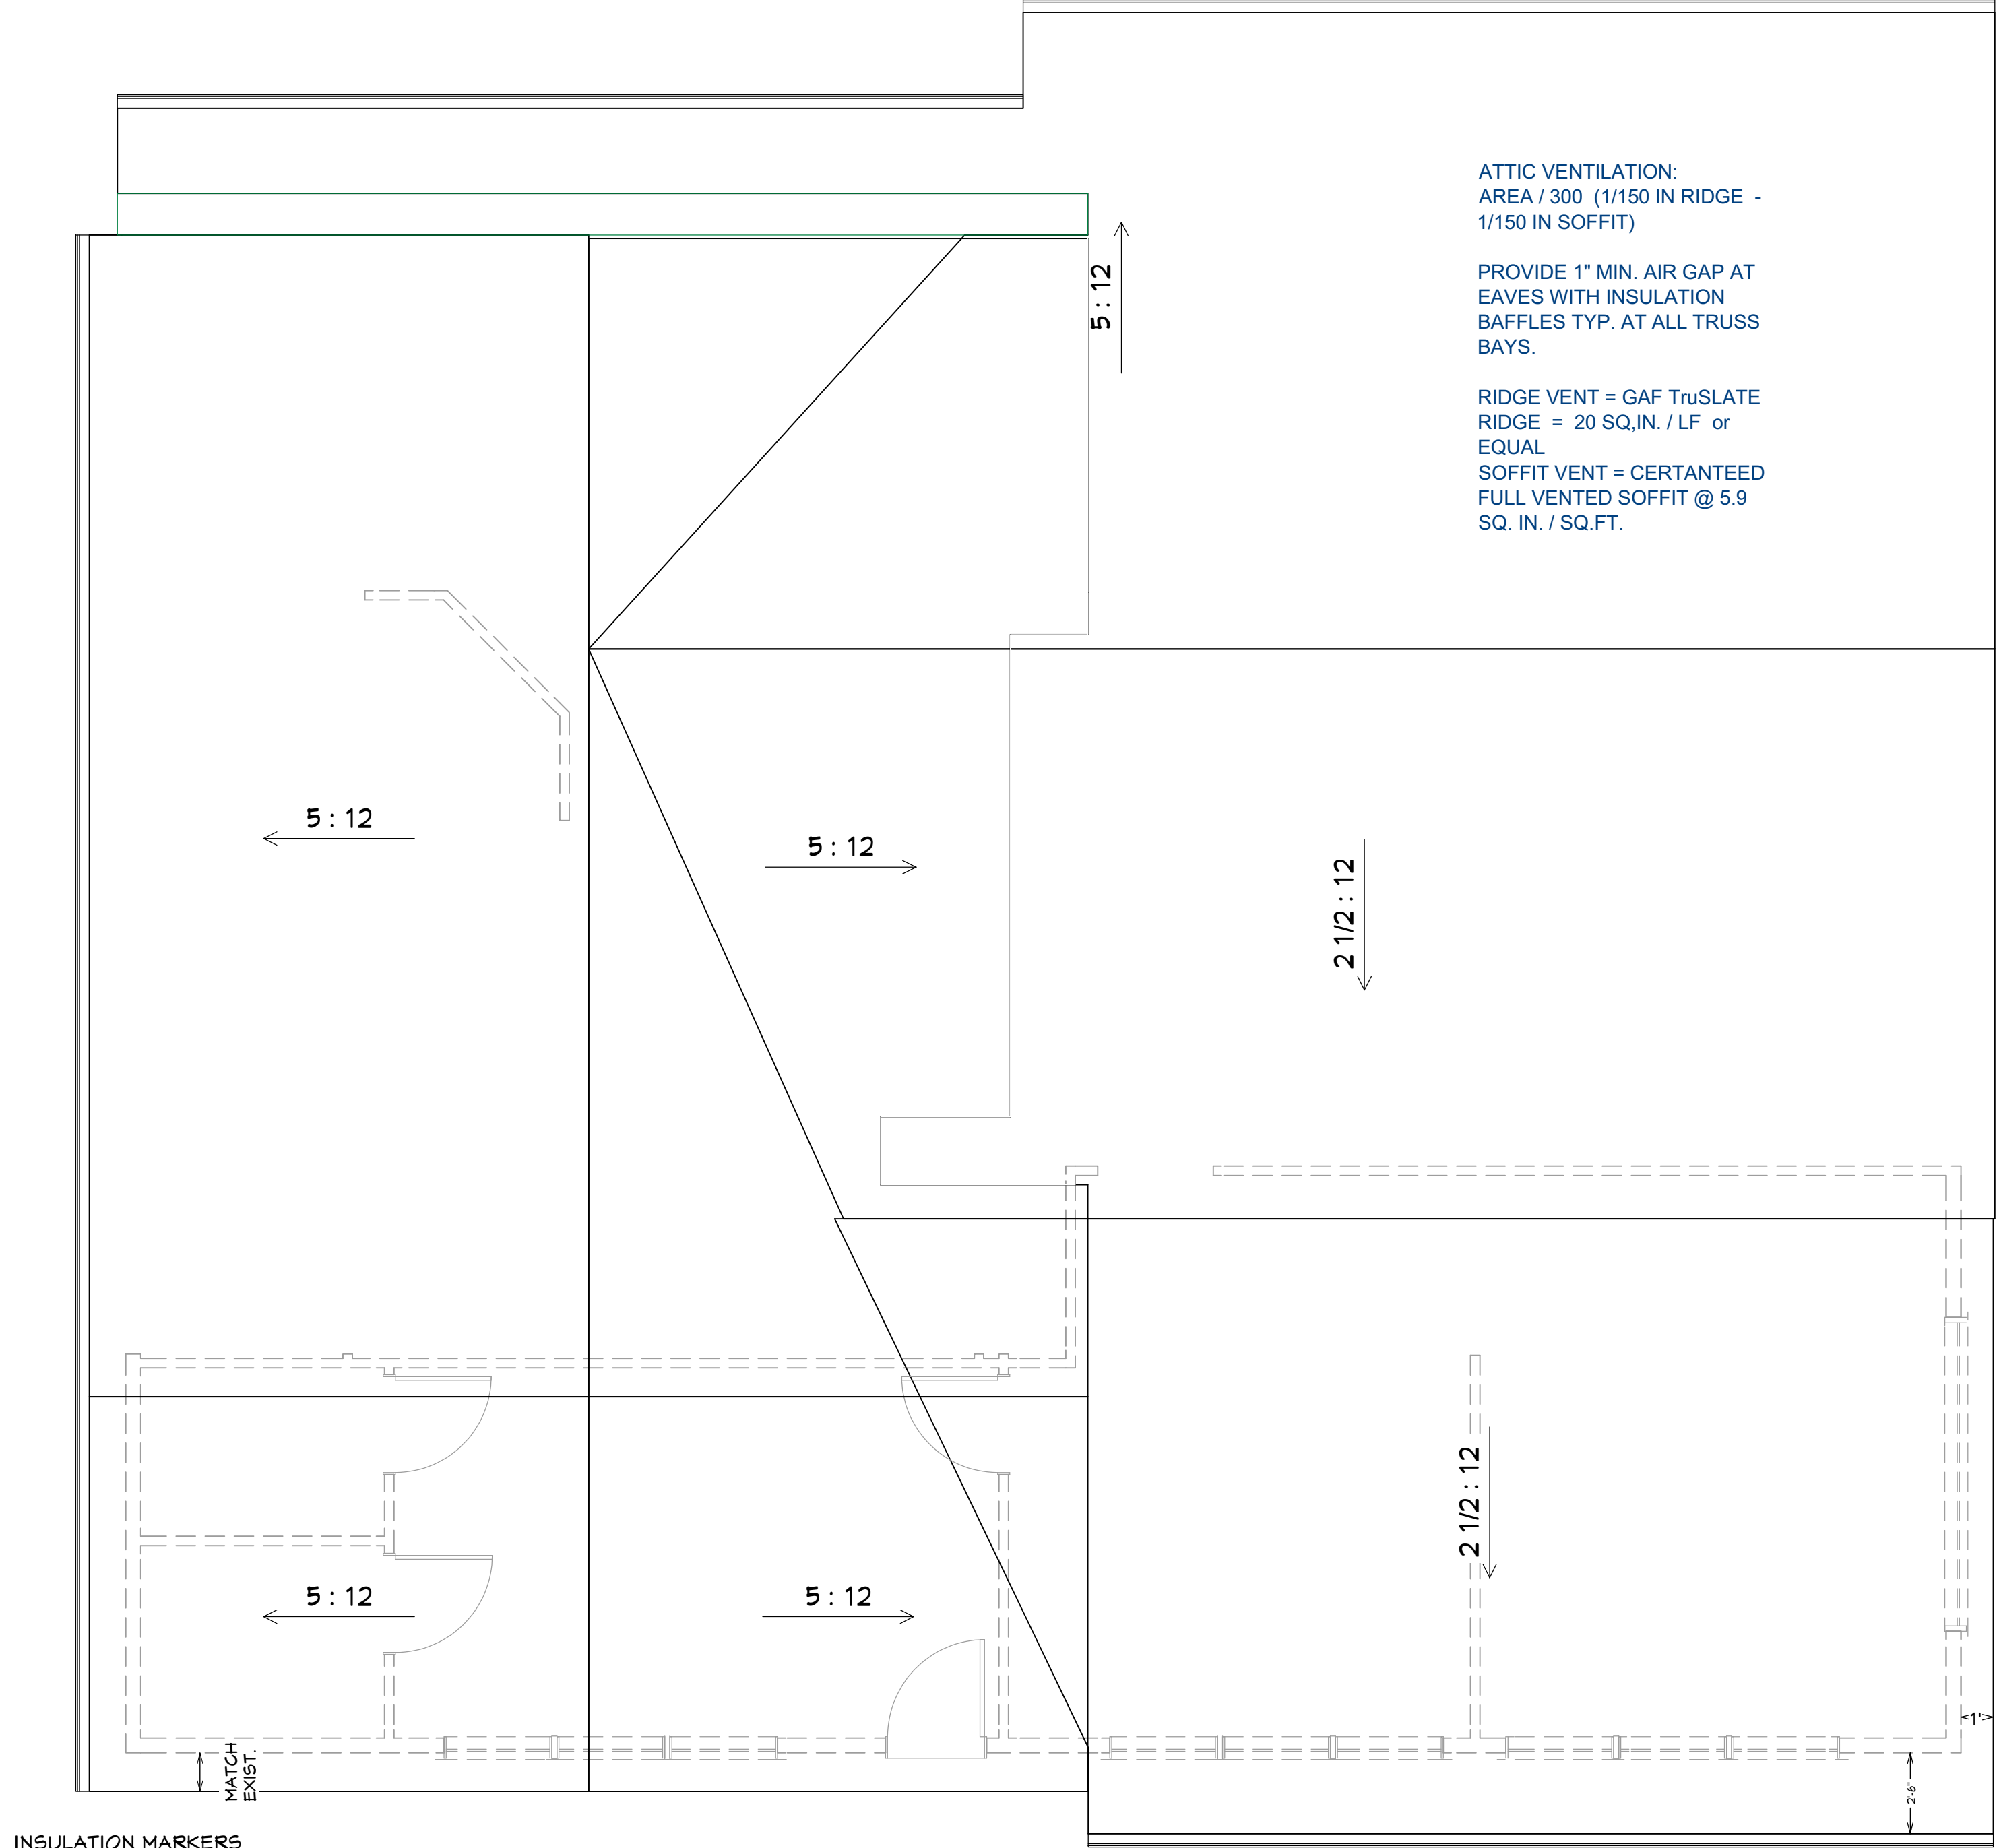 ATTIC VENTILATION:
AREA / 300 (1/150 IN RIDGE -
1/150 IN SOFFIT)
PROVIDE 1" MIN. AIR GAP AT
EAVES WITH INSULATION
BAFFLES TYP. AT ALL TRUSS
BAYS.
RIDGE VENT = GAF TruSLATE
RIDGE = 20 SQ,IN. / LF or
EQUAL
SOFFIT VENT = CERTANTEED
FULL VENTED SOFFIT @ 5.9
SQ. IN. / SQ.FT.
5 : 12
5 : 12
5 : 12
2 1/2 : 12
2 1/2 : 12
5 : 12
5 : 12
1'
MATCH
EXIST.
2'-6"
INSULATION MARKERS